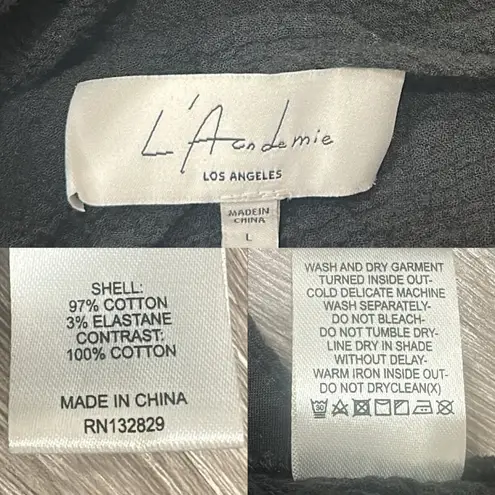 L'Academie
LOS ANGELES
MADE IN
CHINA
L
SHELL:
97% COTTON
3% ELASTANE
CONTRAST:
100% COTTON
MADE IN CHINA
RN132829
WASH AND DRY GARMENT
TURNED INSIDE OUT-
COLD DELICATE MACHINE
WASH SEPARATELY-
DO NOT BLEACH-
DO NOT TUMBLE DRY-
LINE DRY IN SHADE
WITHOUT DELAY-
WARM IRON INSIDE OUT-
DO NOT DRYCLEAN(X)
30